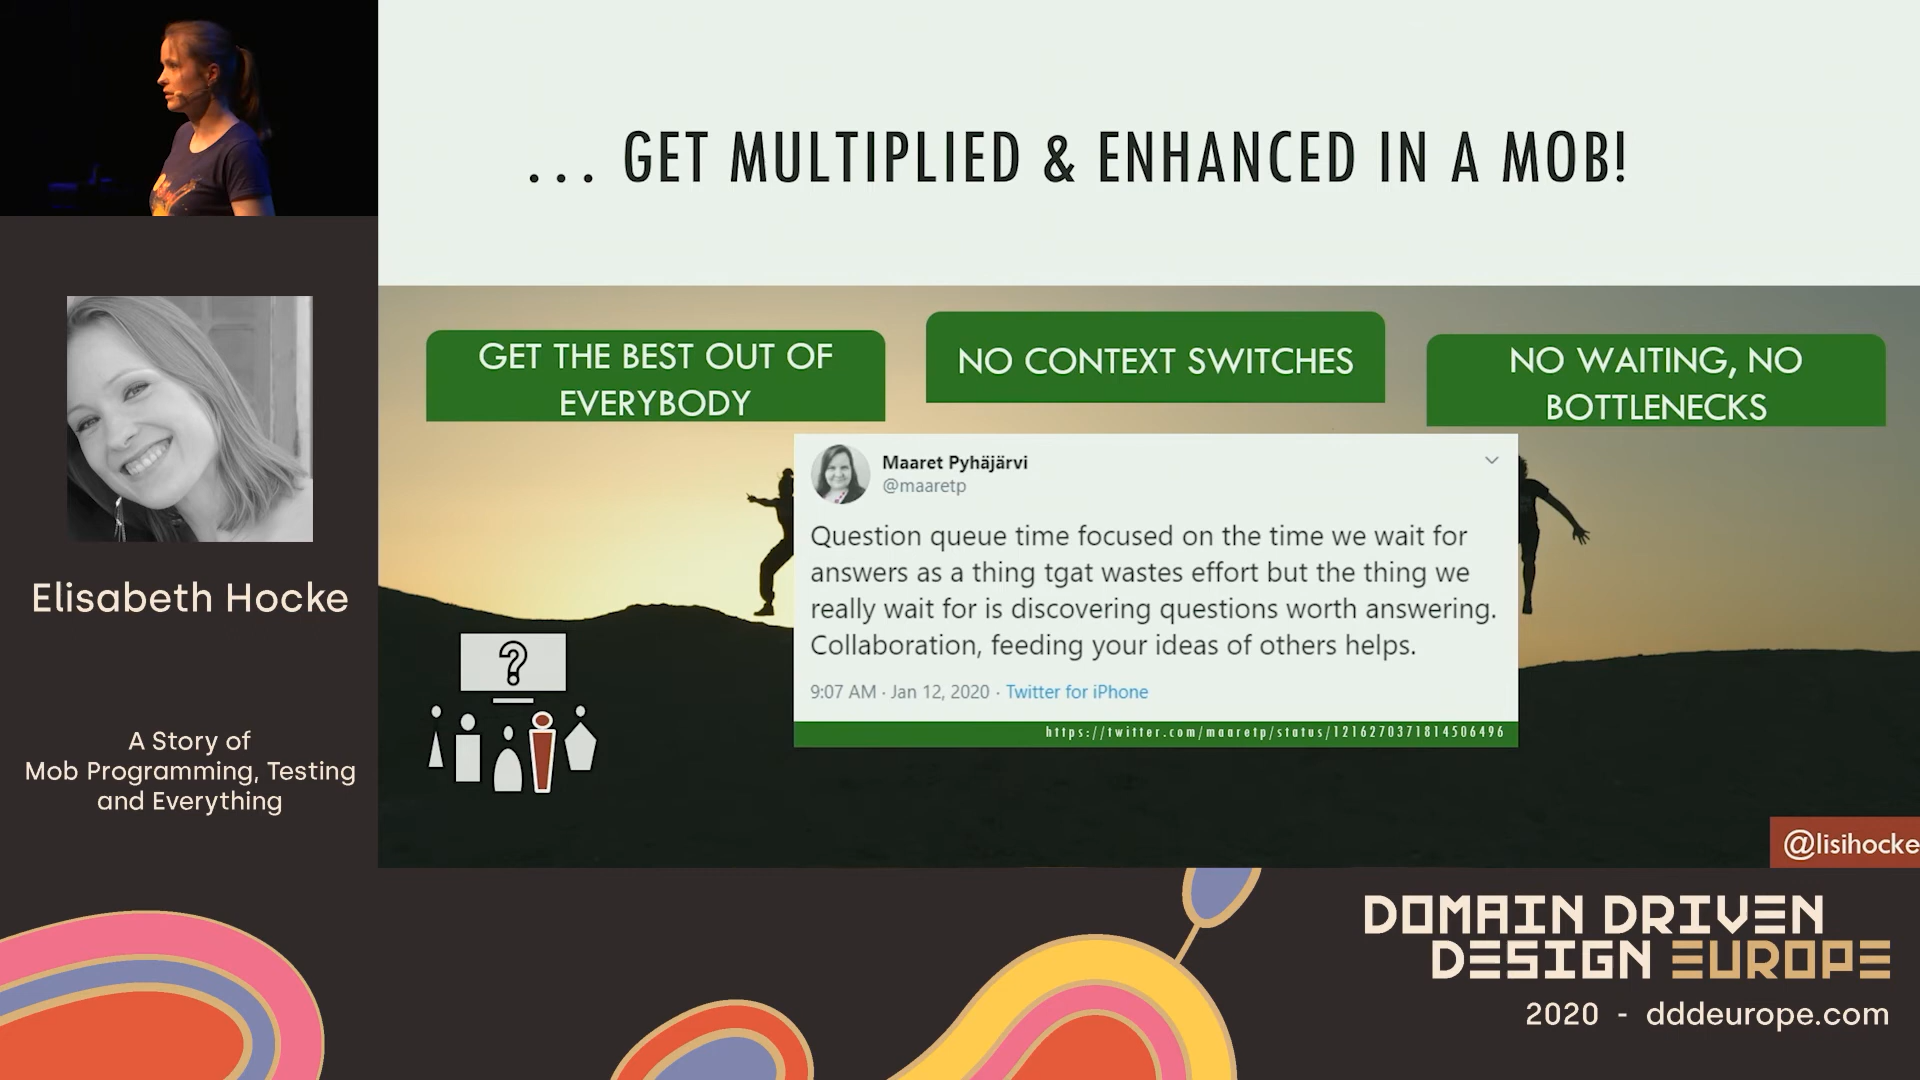 ... GET MULTIPLIED & ENHANCED IN A MOB!
GET THE BEST OUT OF
EVERYBODY
NO CONTEXT SWITCHES
NO WAITING, NO
BOTTLENECKS
Maaret Pyhäjärvi
@maaretp
Question queue time focused on the time we wait for
answers as a thing tgat wastes effort but the thing we
really wait for is discovering questions worth answering.
Collaboration, feeding your ideas of others helps.
9:07 AM · Jan 12, 2020 · Twitter for iPhone
https://twitter.com/maaretp/status/1216270371814506496
?
@lisihocke
Elisabeth Hocke
A Story of
Mob Programming, Testing
and Everything
DOMAIN DRIVEN
DESIGN EUROPE
2020 - dddeurope.com